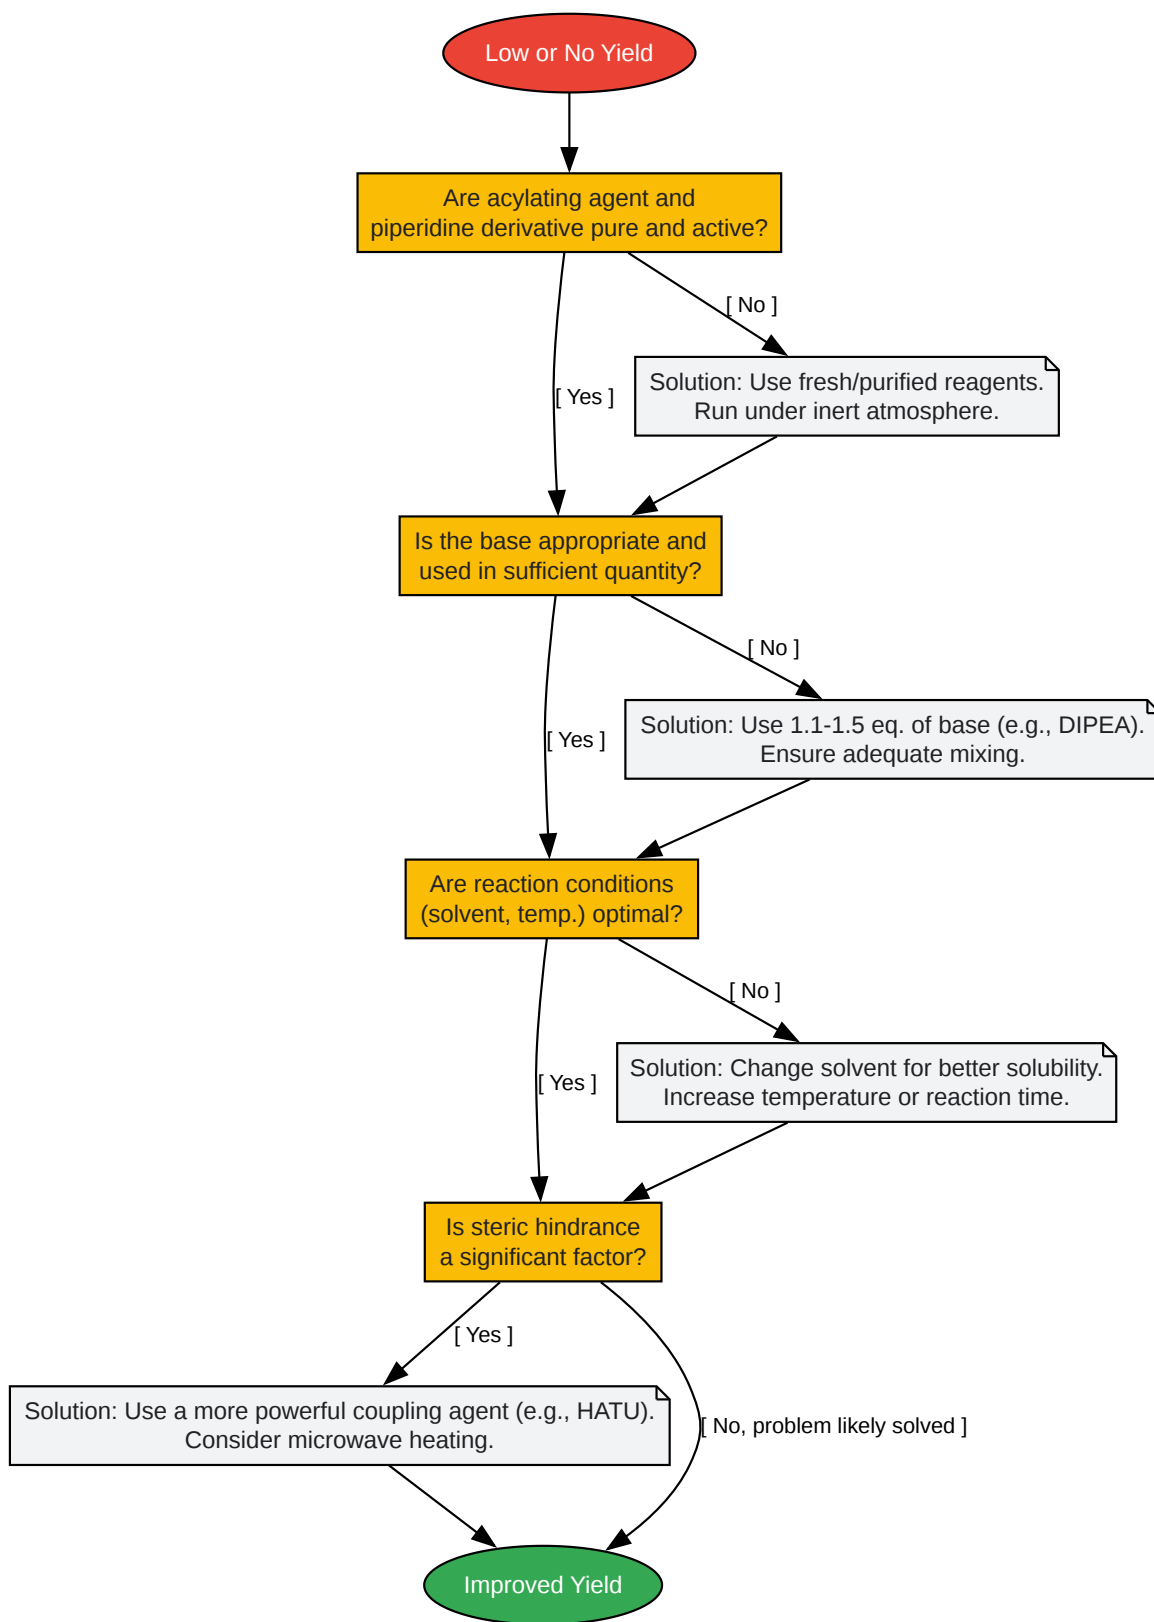 Low or No Yield
Are acylating agent and
piperidine derivative pure and active?
[ No ]
[ Yes ]
Solution: Use fresh/purified reagents.
Run under inert atmosphere.
Is the base appropriate and
used in sufficient quantity?
[ No ]
[ Yes ]
Solution: Use 1.1-1.5 eq. of base (e.g., DIPEA).
Ensure adequate mixing.
Are reaction conditions
(solvent, temp.) optimal?
[ No ]
[ Yes ]
Solution: Change solvent for better solubility.
Increase temperature or reaction time.
Is steric hindrance
a significant factor?
[ Yes ]
Solution: Use a more powerful coupling agent (e.g., HATU).
Consider microwave heating.
[ No, problem likely solved ]
Improved Yield